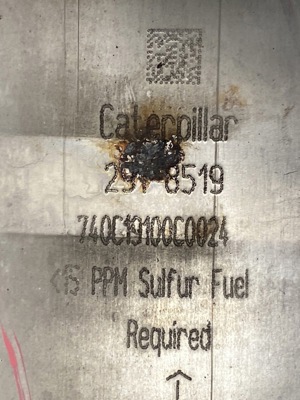 Caterpillar
8519
740C19100C0024
<15 PPM Sulfur Fuel
Required